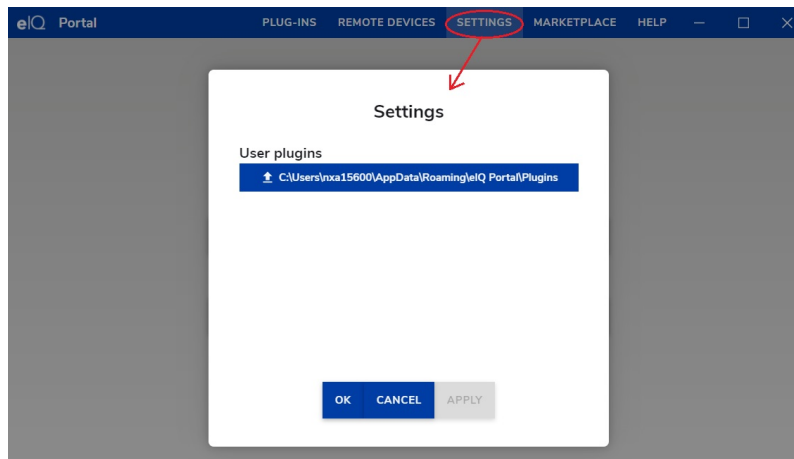 eIQ Portal PLUG-INS REMOTE DEVICES SETTINGS MARKETPLACE HELP
Settings
User plugins
C:\Users\nxa15600\AppData\Roaming\eIQ Portal\Plugins
OK CANCEL APPLY